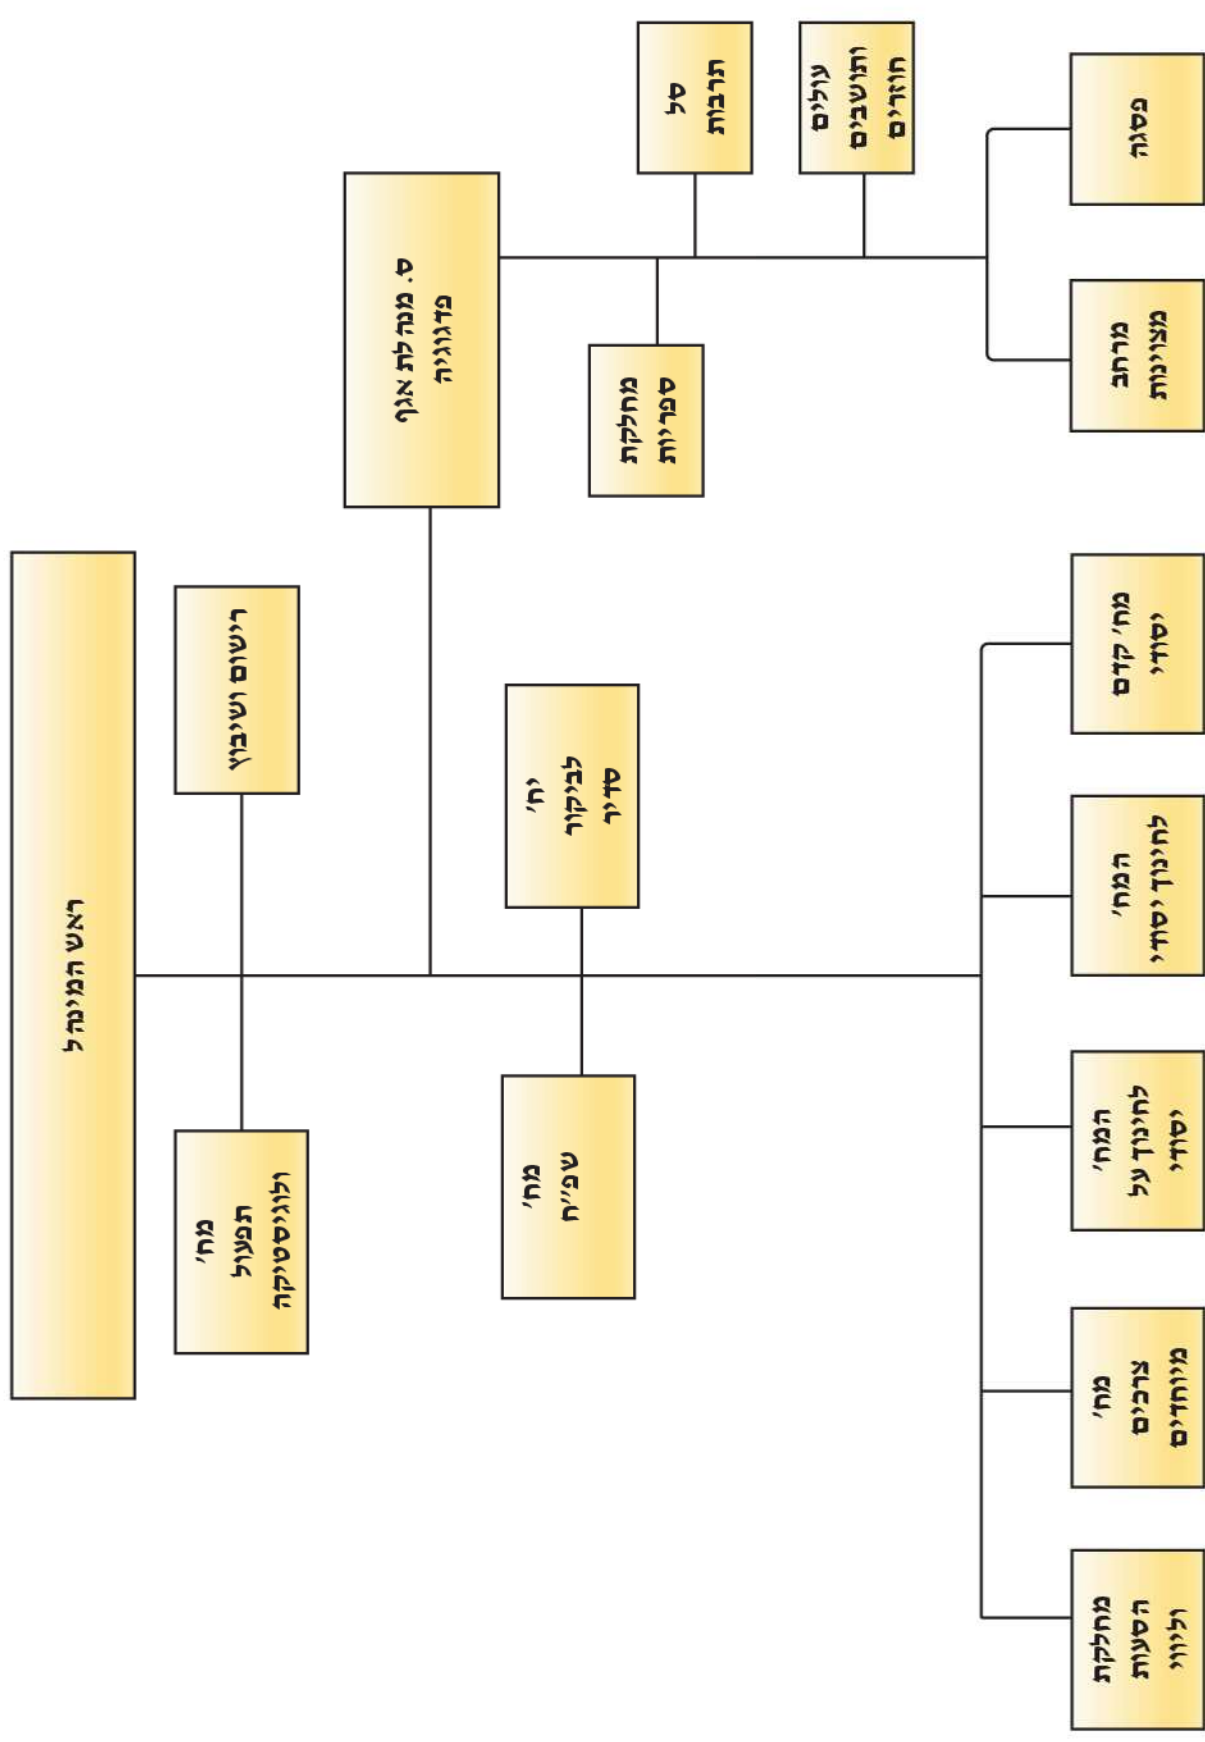 ראש המינהל
רישום ושיבוץ
מח׳
תפעול
ולוגיסטיקה
ס. מנהלת אגף
פדגוגיה
סל
תרבות
עולים
ותושבים
חוזרים
מחלקת
ספריות
פסגה
מרחב
מצוינות
יח׳
לביקור
סדיר
מח׳
שפ״ח
מח׳ קדם
יסודי
המח׳
לחינוך יסודי
המח׳
לחינוך על
יסודי
מח׳
צרכים
מיוחדים
מחלקת
הסעות
וליווי